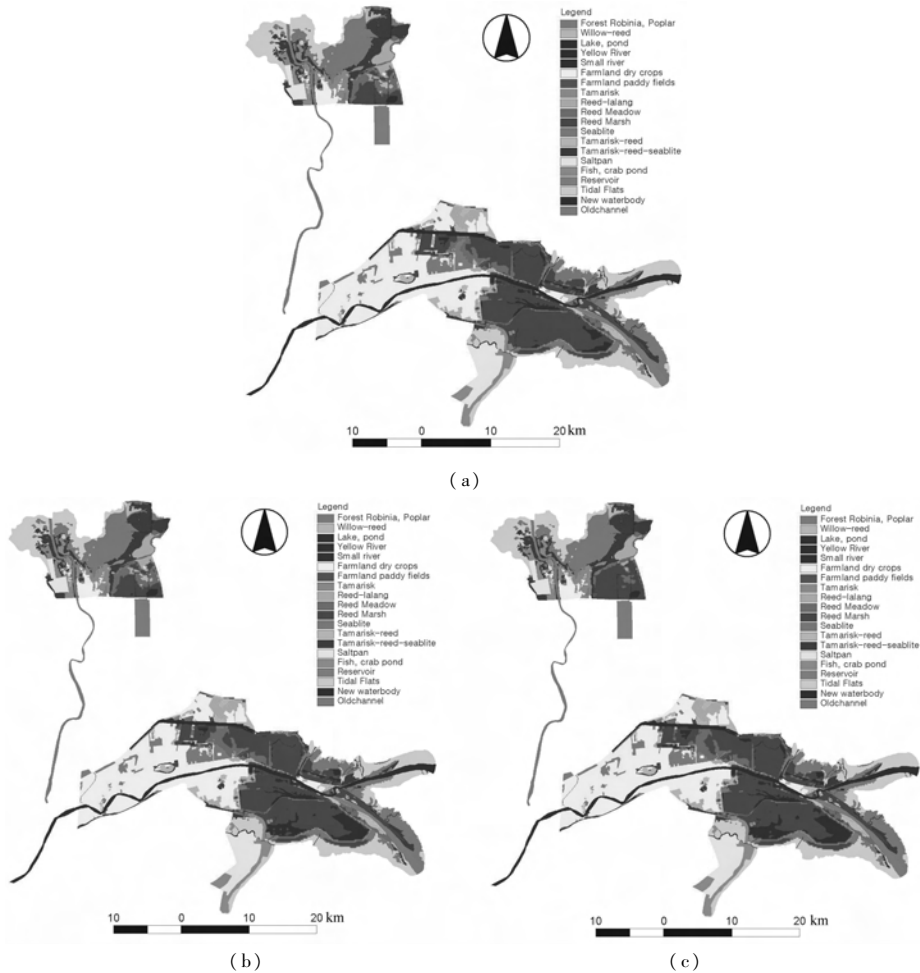 Legend
Forest Robinia, Poplar
Willow-reed
Lake, pond
Yellow River
Small river
Farmland dry crops
Farmland paddy fields
Tamarisk
Reed-lalang
Reed Meadow
Reed Marsh
Seablite
Tamarisk-reed
Tamarisk-reed-seablite
Saltpan
Fish, crab pond
Reservoir
Tidal Flats
New waterbody
Oldchannel
10 0 10 20 km
(a)
Legend
Forest Robinia, Poplar
Willow-reed
Lake, pond
Yellow River
Small river
Farmland dry crops
Farmland paddy fields
Tamarisk
Reed-lalang
Reed Meadow
Reed Marsh
Seablite
Tamarisk-reed
Tamarisk-reed-seablite
Saltpan
Fish, crab pond
Reservoir
Tidal Flats
New waterbody
Oldchannel
10 0 10 20 km
(b)
Legend
Forest Robinia, Poplar
Willow-reed
Lake, pond
Yellow River
Small river
Farmland dry crops
Farmland paddy fields
Tamarisk
Reed-lalang
Reed Meadow
Reed Marsh
Seablite
Tamarisk-reed
Tamarisk-reed-seablite
Saltpan
Fish, crab pond
Reservoir
Tidal Flats
New waterbody
Oldchannel
10 0 10 20 km
(c)